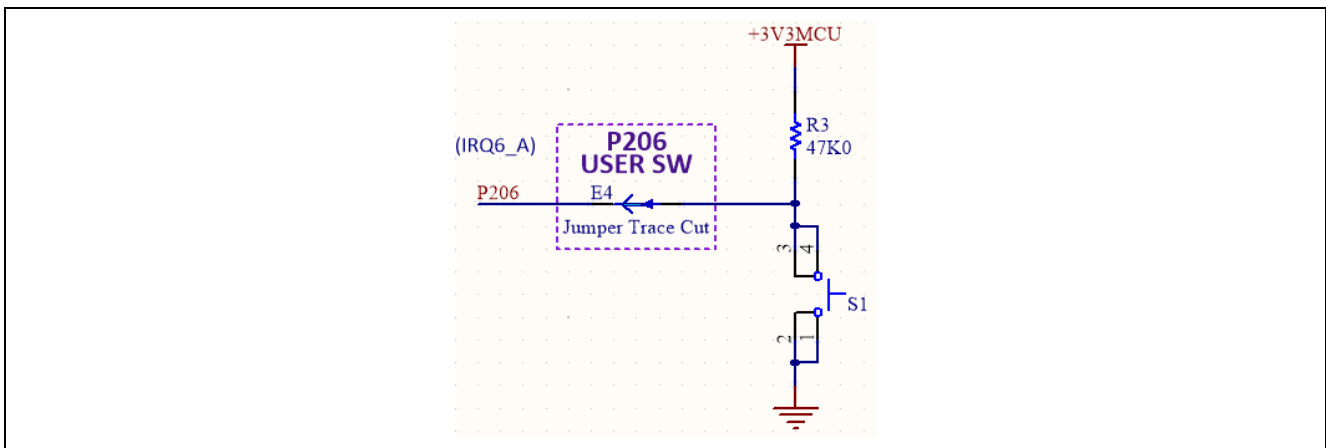 +3V3MCU
R3
47K0
(IRQ6_A)
P206
USER SW
P206
E4
Jumper Trace Cut
3
4
S1
2
1